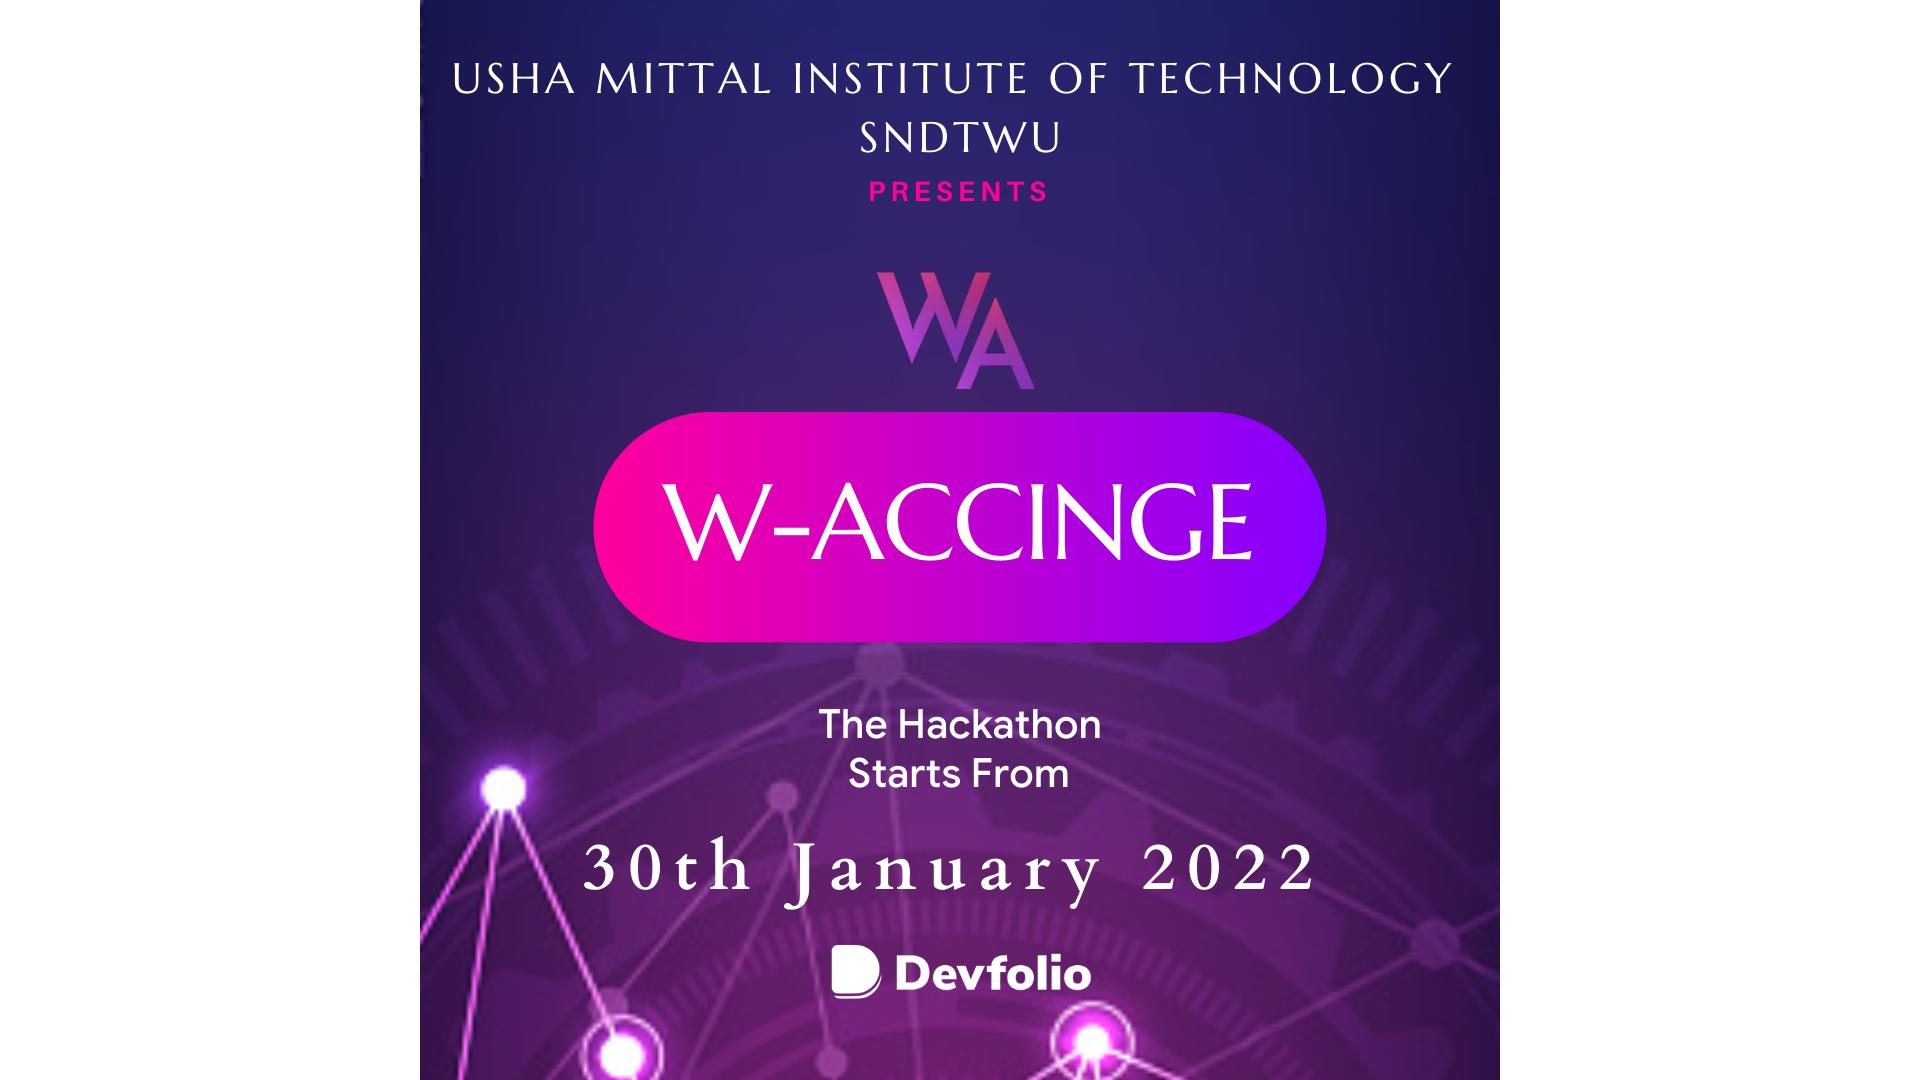 USHA MITTAL INSTITUTE OF TECHNOLOGY
SNDTWU
PRESENTS
WA
W-ACCINGE
The Hackathon
Starts From
30th January 2022
Devfolio